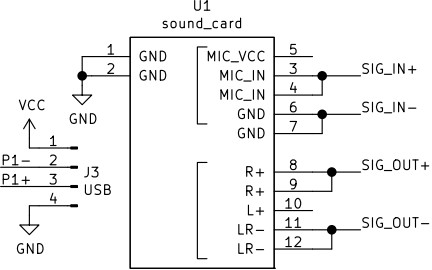 U1
sound_card
1 GND MIC_VCC 5
2 GND MIC_IN 3 SIG_IN+
MIC_IN 4
GND 6 SIG_IN-
GND 7
GND
VCC
1
P1- 2 J3
P1+ 3 USB
4
GND
R+ 8 SIG_OUT+
R+ 9
L+ 10
LR- 11 SIG_OUT-
LR- 12